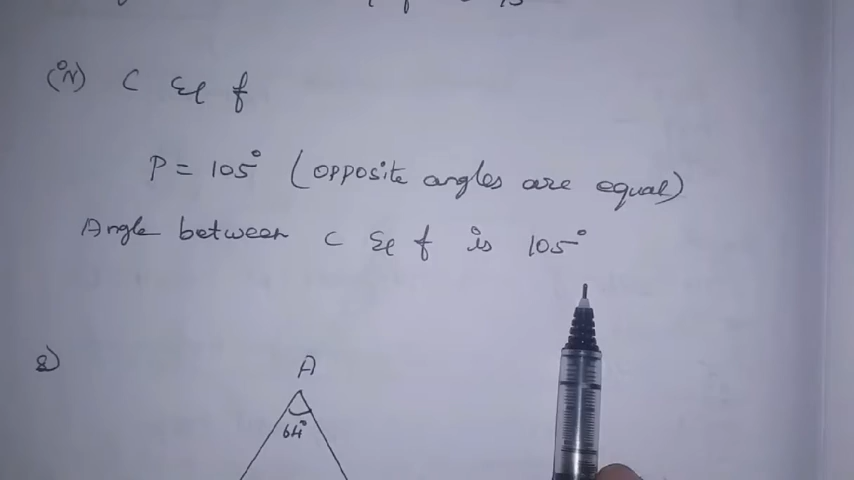 (iv) c & f
P = 105° (opposite angles are equal)
Angle between c & f is 105°
2)
A
64°